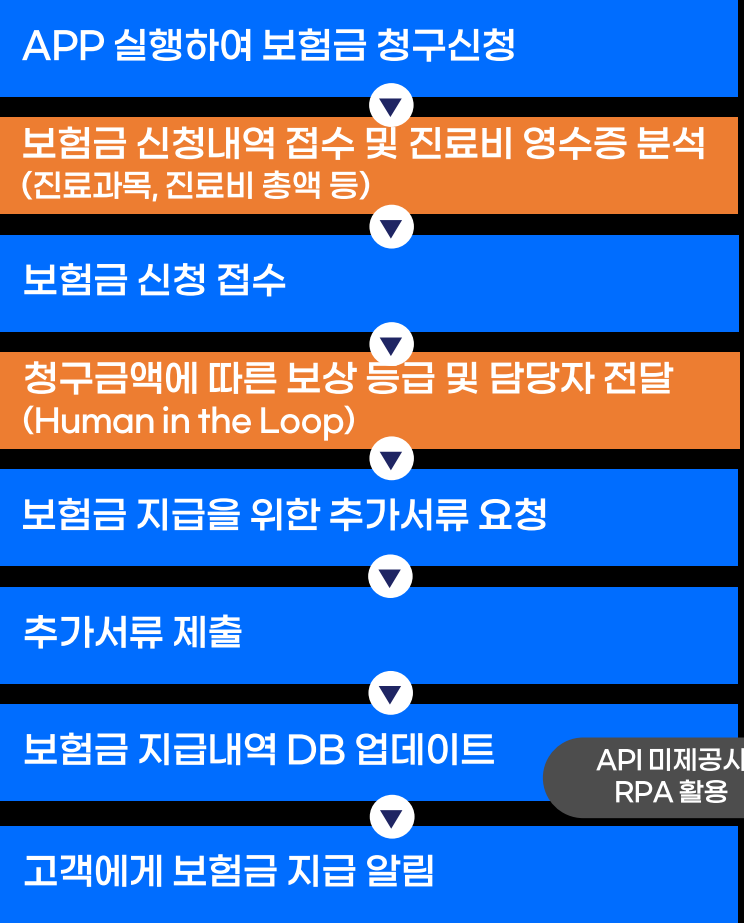 APP 실행하여 보험금 청구신청
보험금 신청내역 접수 및 진료비 영수증 분석
(진료과목, 진료비 총액 등)
보험금 신청 접수
청구금액에 따른 보상 등급 및 담당자 전달
(Human in the Loop)
보험금 지급을 위한 추가서류 요청
추가서류 제출
보험금 지급내역 DB 업데이트
API 미제공시
RPA 활용
고객에게 보험금 지급 알림